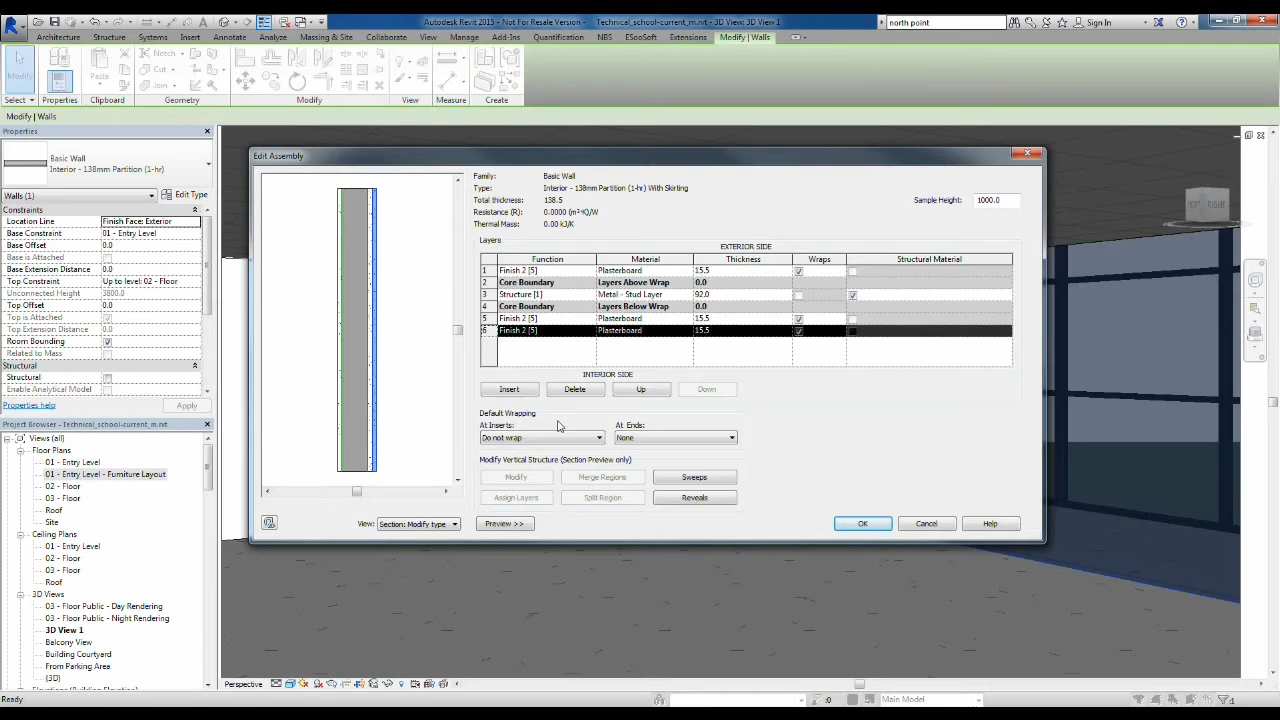 Autodesk Revit 2015 - Not For Resale Version - Technical_school-current_m.rvt - 3D View: 3D View 1
north point
Sign In
Architecture Structure Systems Insert Annotate Analyze Massing & Site Collaborate View Manage Add-Ins Quantification NBS ESooSoft Extensions Modify | Walls
Modify Paste Notch
Cut
Join
Select Properties Clipboard Geometry Modify View Measure Create
Modify | Walls
Properties
Basic Wall
Interior - 138mm Partition (1-hr)
Walls (1) Edit Type
Constraints
Location Line Finish Face: Exterior
Base Constraint 01 - Entry Level
Base Offset 0.0
Base is Attached
Base Extension Distance 0.0
Top Constraint Up to level: 02 - Floor
Unconnected Height 3800.0
Top Offset 0.0
Top is Attached
Top Extension Distance 0.0
Room Bounding
Related to Mass
Structural
Structural
Enable Analytical Model
Properties help Apply
Project Browser - Technical_school-current_m.rvt
Views (all)
Floor Plans
01 - Entry Level
01 - Entry Level - Furniture Layout
02 - Floor
03 - Floor
Roof
Site
Ceiling Plans
01 - Entry Level
02 - Floor
03 - Floor
Roof
3D Views
03 - Floor Public - Day Rendering
03 - Floor Public - Night Rendering
3D View 1
Balcony View
Building Courtyard
From Parking Area
{3D}
Elevations (Building Elevation)
Edit Assembly
Family: Basic Wall
Type: Interior - 138mm Partition (1-hr) With Skirting
Total thickness: 138.5 Sample Height: 1000.0
Resistance (R): 0.0000 (m²·K)/W
Thermal Mass: 0.00 kJ/K
Layers
EXTERIOR SIDE
Function Material Thickness Wraps Structural Material
1 Finish 2 [5] Plasterboard 15.5
2 Core Boundary Layers Above Wrap 0.0
3 Structure [1] Metal - Stud Layer 92.0
4 Core Boundary Layers Below Wrap 0.0
5 Finish 2 [5] Plasterboard 15.5
6 Finish 2 [5] Plasterboard 15.5
INTERIOR SIDE
Insert Delete Up Down
Default Wrapping
At Inserts: At Ends:
Do not wrap None
Modify Vertical Structure (Section Preview only)
Modify Merge Regions Sweeps
Assign Layers Split Region Reveals
View: Section: Modify type Preview >> OK Cancel Help
RIGHT
Perspective
Ready :0 Main Model :1